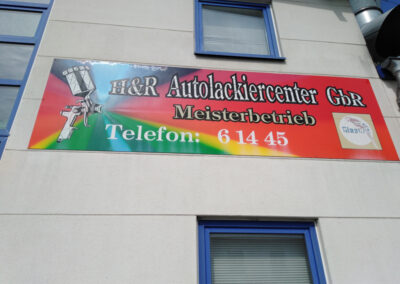 H&R Autolackiercenter GbR
Meisterbetrieb
Telefon: 6 14 45